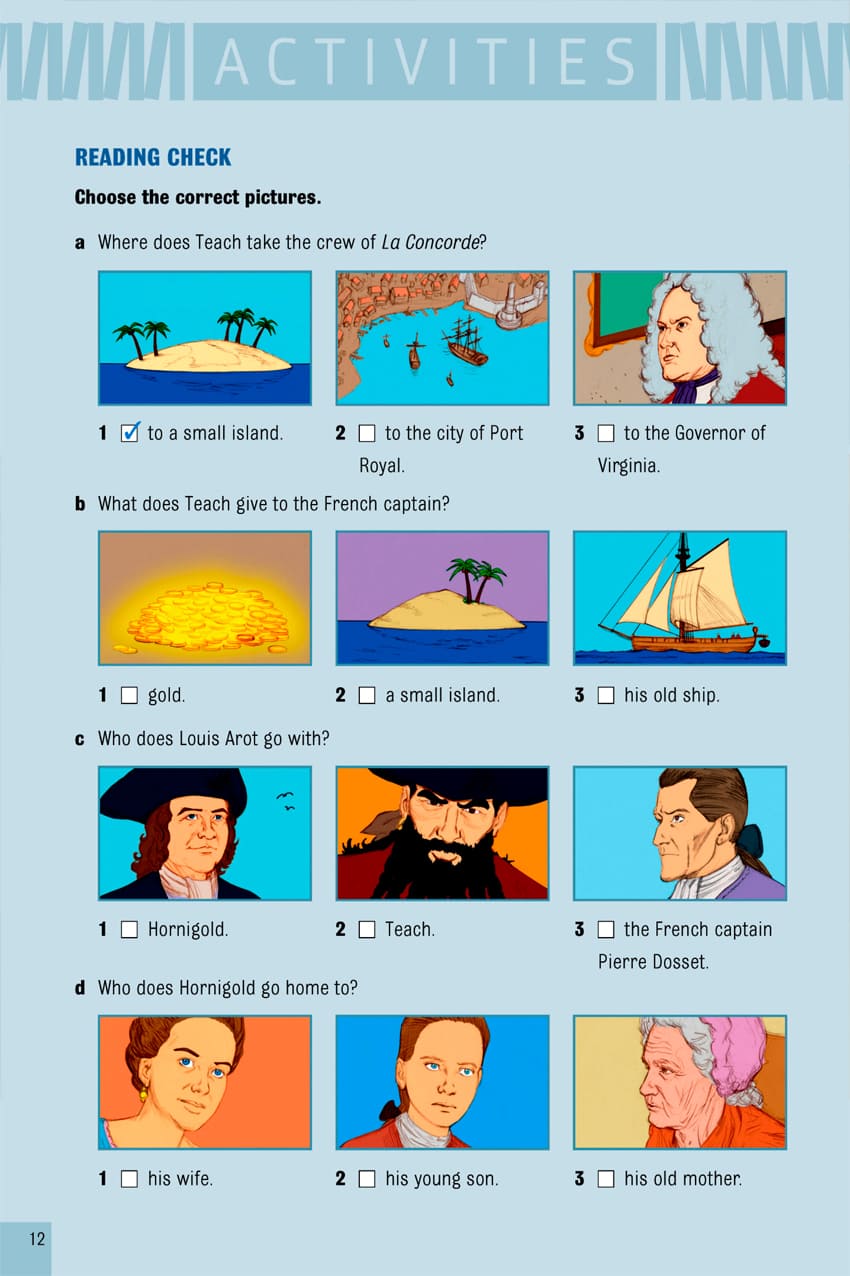 ACTIVITIES
READING CHECK
Choose the correct pictures.
a Where does Teach take the crew of La Concorde?
1 ☑ to a small island.
2 ☐ to the city of Port
Royal.
3 ☐ to the Governor of
Virginia.
b What does Teach give to the French captain?
1 ☐ gold.
2 ☐ a small island.
3 ☐ his old ship.
c Who does Louis Arot go with?
1 ☐ Hornigold.
2 ☐ Teach.
3 ☐ the French captain
Pierre Dosset.
d Who does Hornigold go home to?
1 ☐ his wife.
2 ☐ his young son.
3 ☐ his old mother.
12